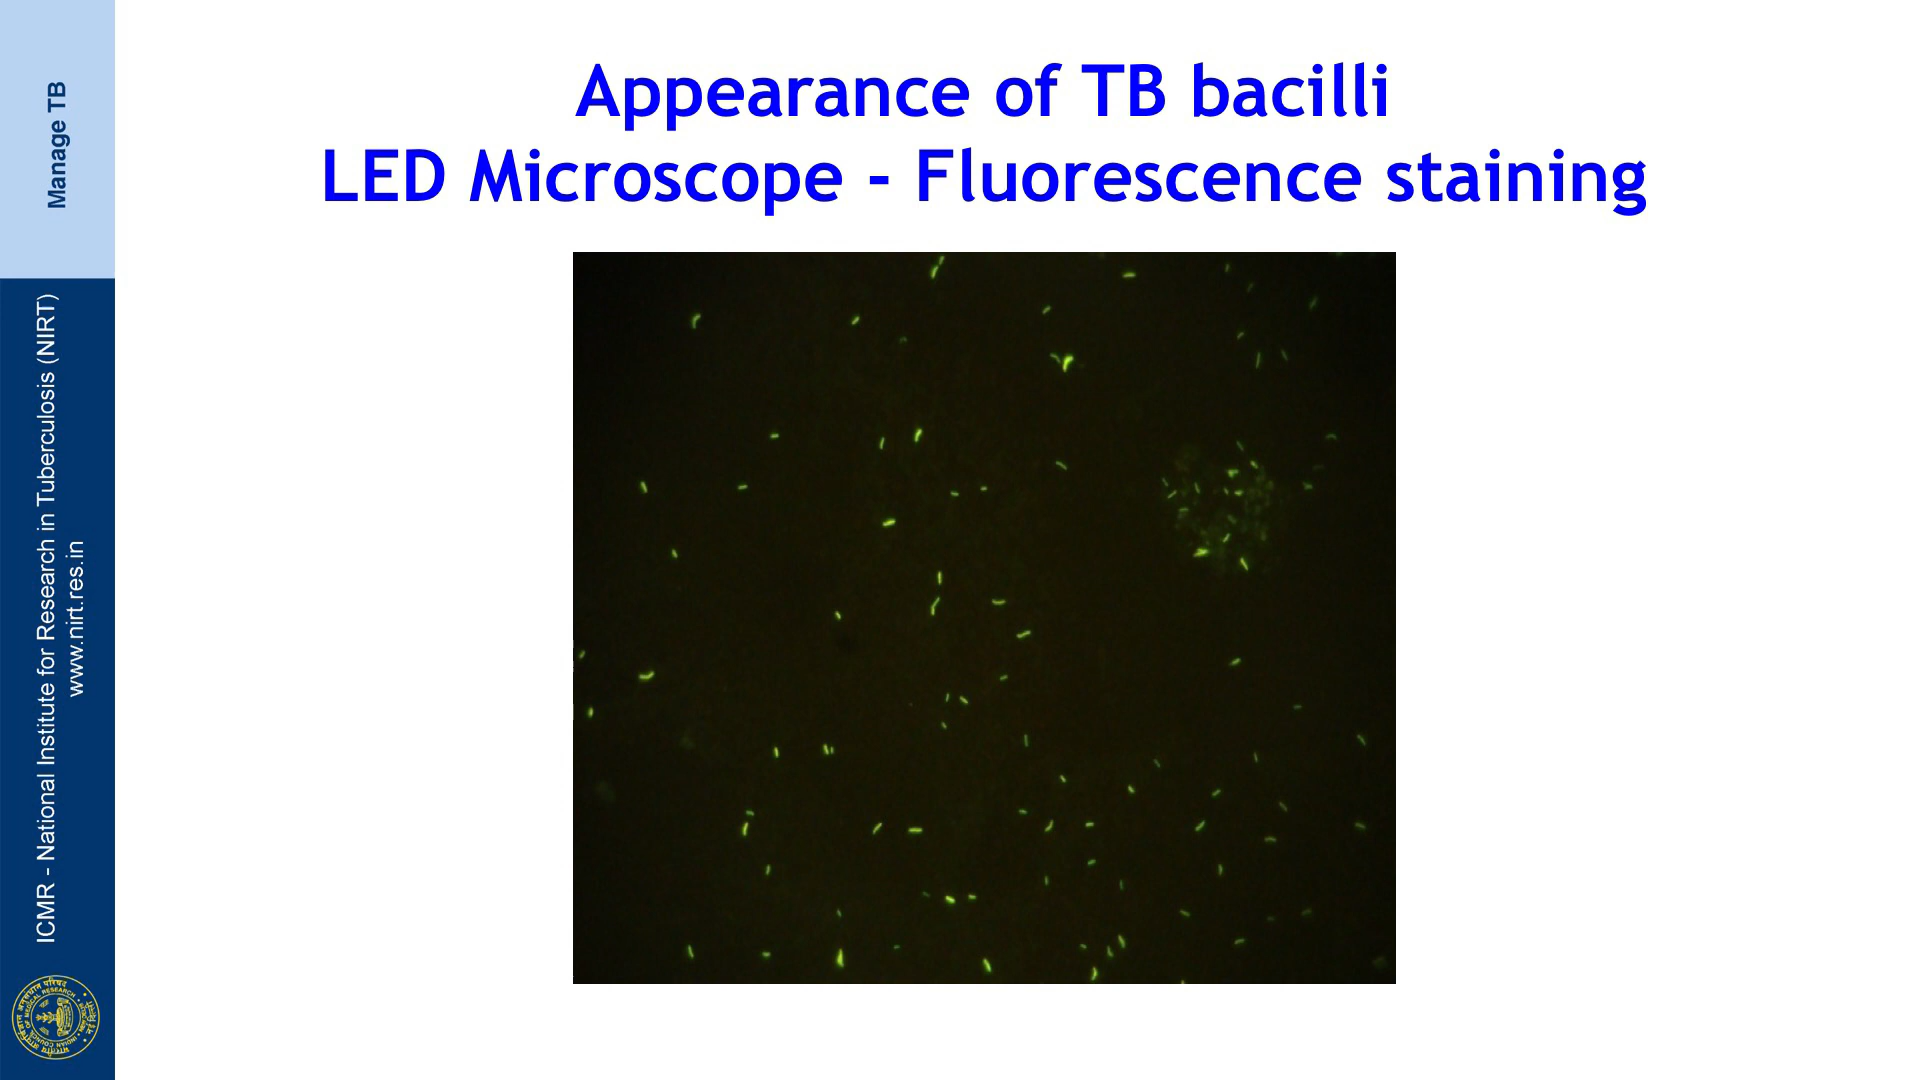 Appearance of TB bacilli
LED Microscope - Fluorescence staining
Manage TB
ICMR - National Institute for Research in Tuberculosis (NIRT)
www.nirt.res.in